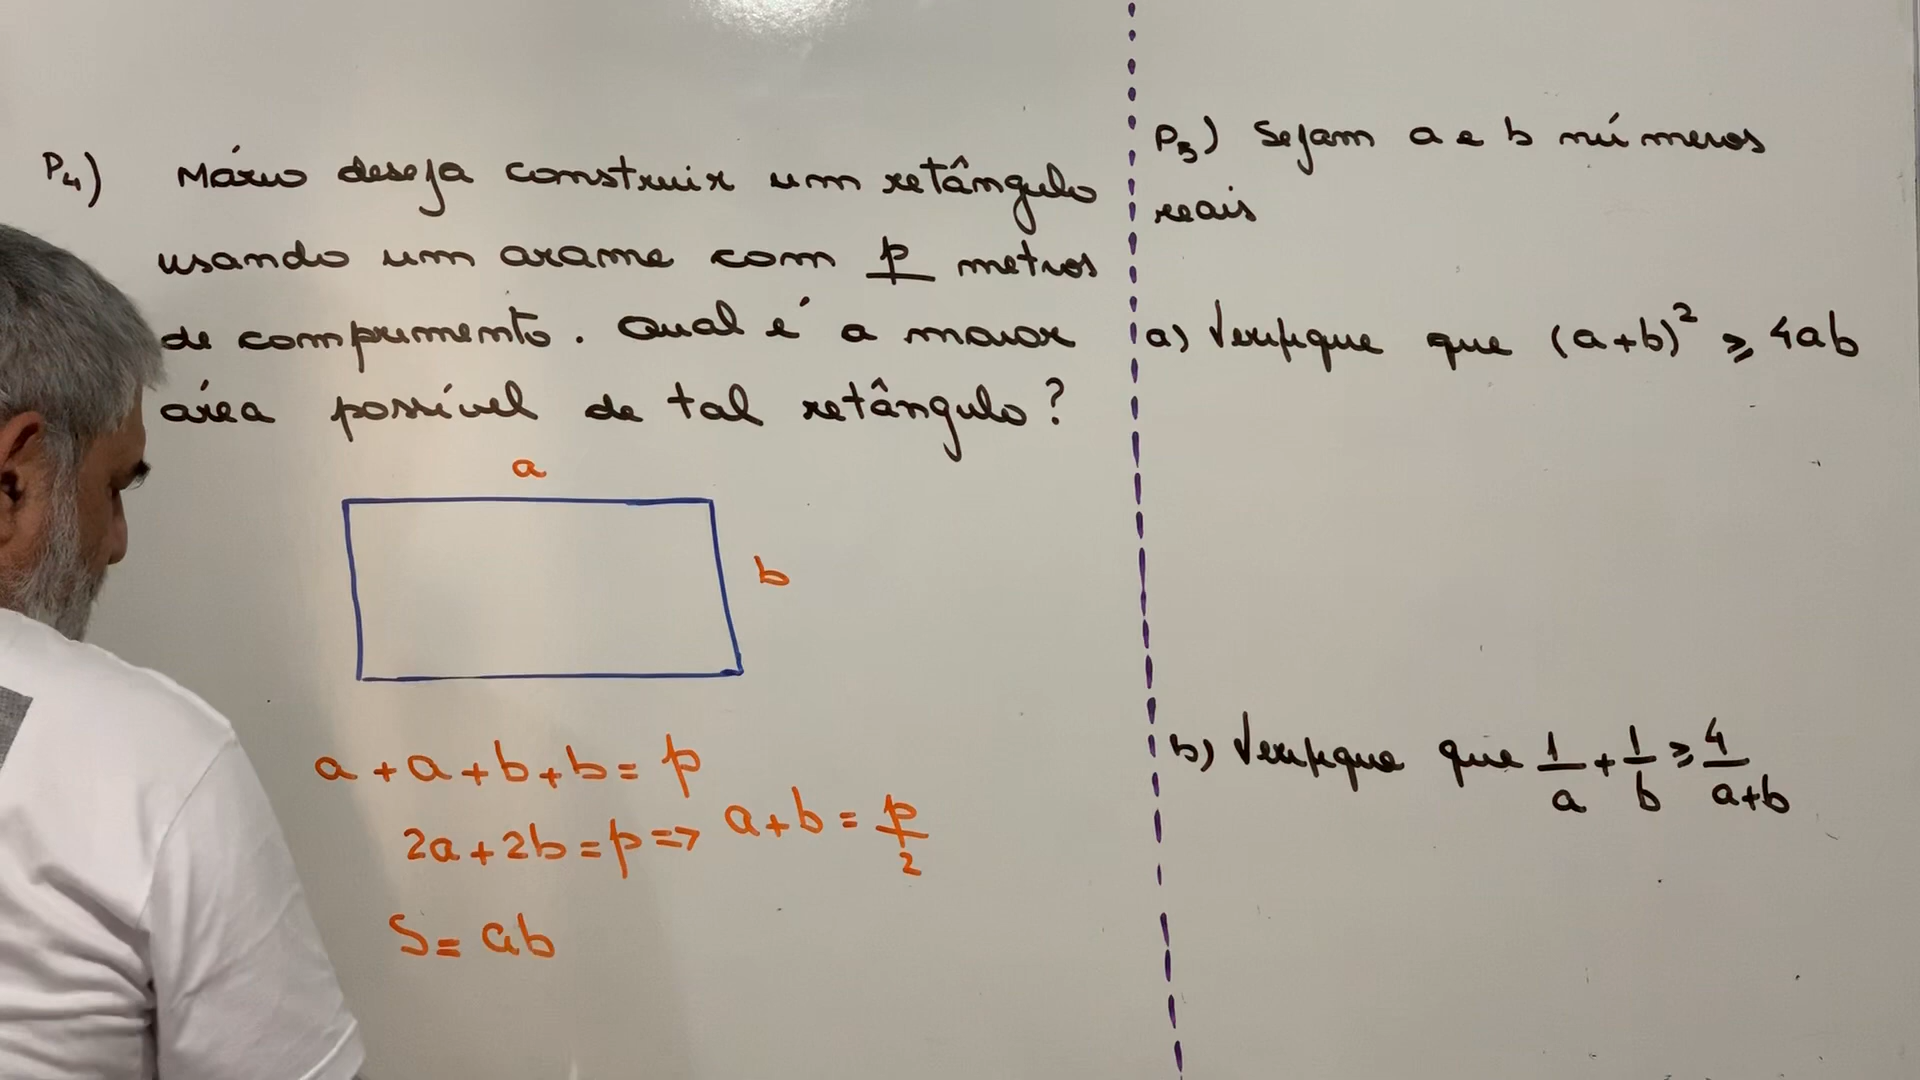 P4) Mário deseja construir um retângulo
usando um arame com p metros
de comprimento. Qual é a maior
área possível de tal retângulo?
a
b
a + a + b + b = p
2a + 2b = p => a + b = p/2
S = ab
P5) Sejam a e b números
reais
a) Verifique que (a+b)² ≥ 4ab
b) Verifique que 1/a + 1/b ≥ 4/(a+b)